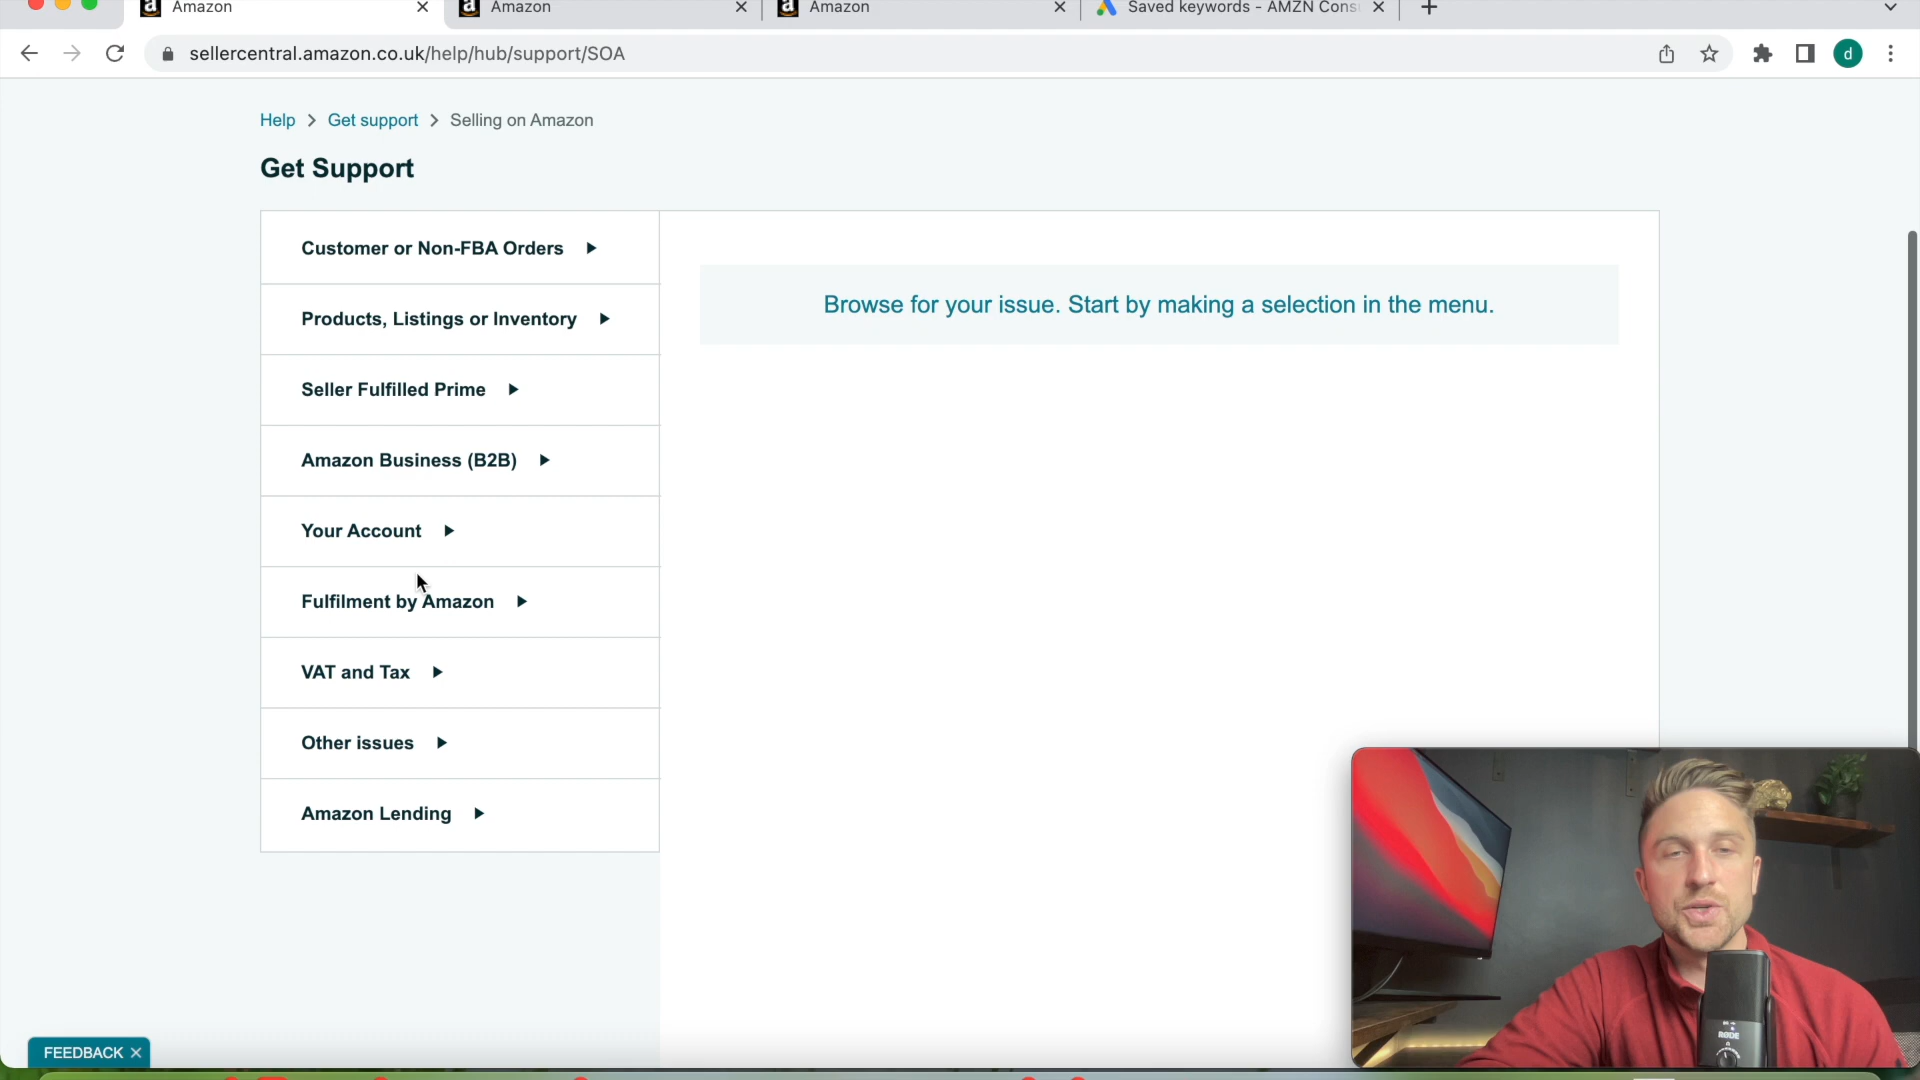 Amazon
Amazon
Amazon
Saved keywords - AMZN Cons
sellercentral.amazon.co.uk/help/hub/support/SOA
d
Help > Get support > Selling on Amazon
Get Support
Customer or Non-FBA Orders
Products, Listings or Inventory
Seller Fulfilled Prime
Amazon Business (B2B)
Your Account
Fulfilment by Amazon
VAT and Tax
Other issues
Amazon Lending
Browse for your issue. Start by making a selection in the menu.
FEEDBACK
RØDE